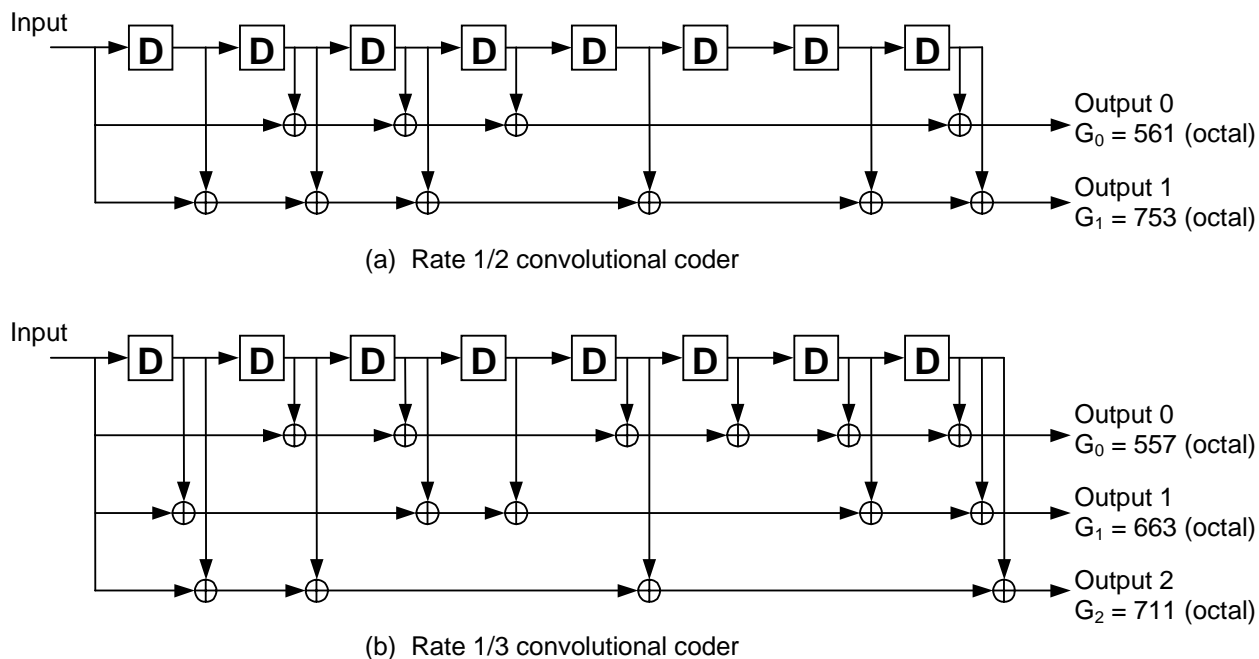 Input
D D D D D D D D
Output 0
G₀ = 561 (octal)
Output 1
G₁ = 753 (octal)
(a) Rate 1/2 convolutional coder
Input
D D D D D D D D
Output 0
G₀ = 557 (octal)
Output 1
G₁ = 663 (octal)
Output 2
G₂ = 711 (octal)
(b) Rate 1/3 convolutional coder